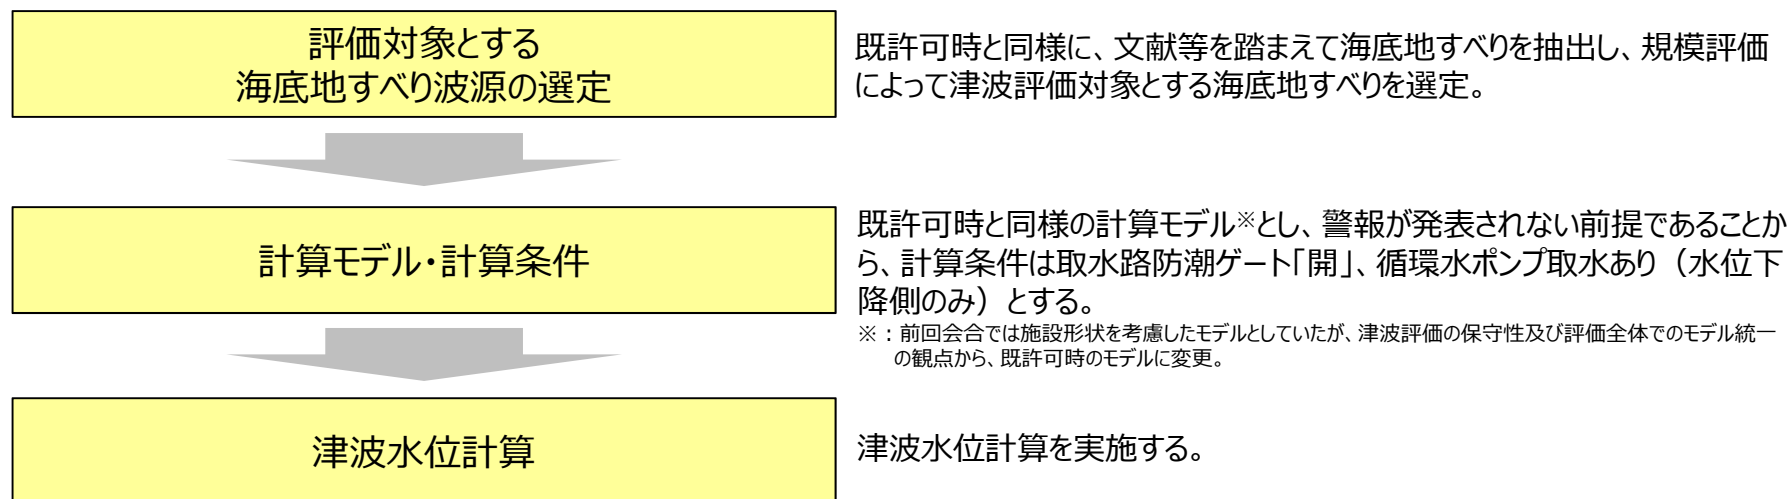 評価対象とする
海底地すべり波源の選定
既許可時と同様に、文献等を踏まえて海底地すべりを抽出し、規模評価
によって津波評価対象とする海底地すべりを選定。
計算モデル・計算条件
既許可時と同様の計算モデル※とし、警報が発表されない前提であることか
ら、計算条件は取水路防潮ゲート「開」、循環水ポンプ取水あり（水位下
降側のみ）とする。
※：前回会合では施設形状を考慮したモデルとしていたが、津波評価の保守性及び評価全体でのモデル統一
の観点から、既許可時のモデルに変更。
津波水位計算
津波水位計算を実施する。